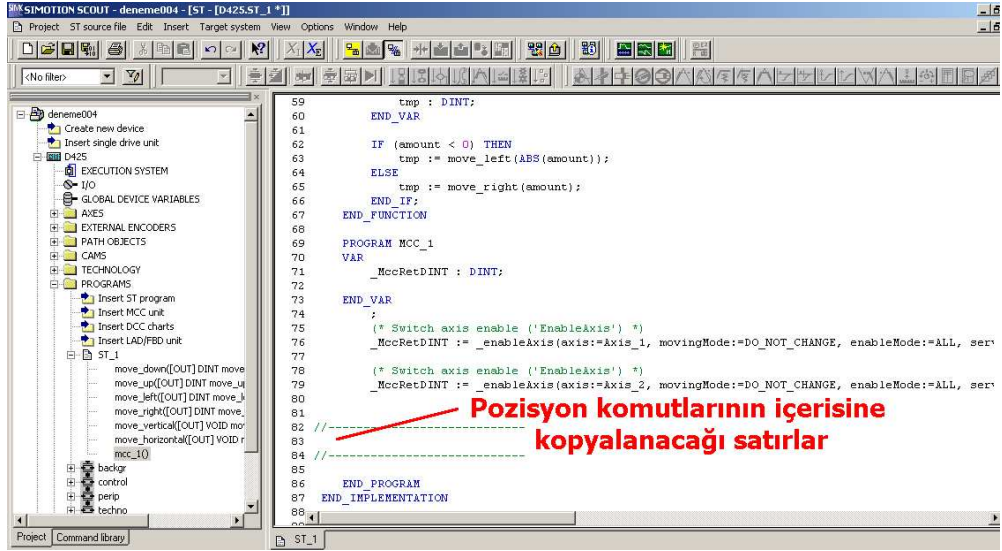 SIMOTION SCOUT - deneme004 - [ST - [D425.ST_1 *]]
Project ST source file Edit Insert Target system View Options Window Help
<No filter>
deneme004
Create new device
Insert single drive unit
D425
EXECUTION SYSTEM
I/O
GLOBAL DEVICE VARIABLES
AXES
EXTERNAL ENCODERS
PATH OBJECTS
CAMS
TECHNOLOGY
PROGRAMS
Insert ST program
Insert MCC unit
Insert DCC charts
Insert LAD/FBD unit
ST_1
move_down([OUT] DINT move
move_up([OUT] DINT move_u
move_left([OUT] DINT move_l
move_right([OUT] DINT move_
move_vertical([OUT] VOID mo
move_horizontal([OUT] VOID r
mcc_1()
backgr
control
perip
techno
Project Command library
59 tmp : DINT;
60 END_VAR
61
62 IF (amount < 0) THEN
63 tmp := move_left(ABS(amount));
64 ELSE
65 tmp := move_right(amount);
66 END_IF;
67 END_FUNCTION
68
69 PROGRAM MCC_1
70 VAR
71 _MccRetDINT : DINT;
72
73 END_VAR
74 ;
75 (* Switch axis enable ('EnableAxis') *)
76 _MccRetDINT := _enableAxis(axis:=Axis_1, movingMode:=DO_NOT_CHANGE, enableMode:=ALL, serv
77
78 (* Switch axis enable ('EnableAxis') *)
79 _MccRetDINT := _enableAxis(axis:=Axis_2, movingMode:=DO_NOT_CHANGE, enableMode:=ALL, serv
80
81
82 //----------------------------
83
84 //----------------------------
85
86 END_PROGRAM
87 END_IMPLEMENTATION
88
Pozisyon komutlarının içerisine
kopyalanacağı satırlar
ST_1